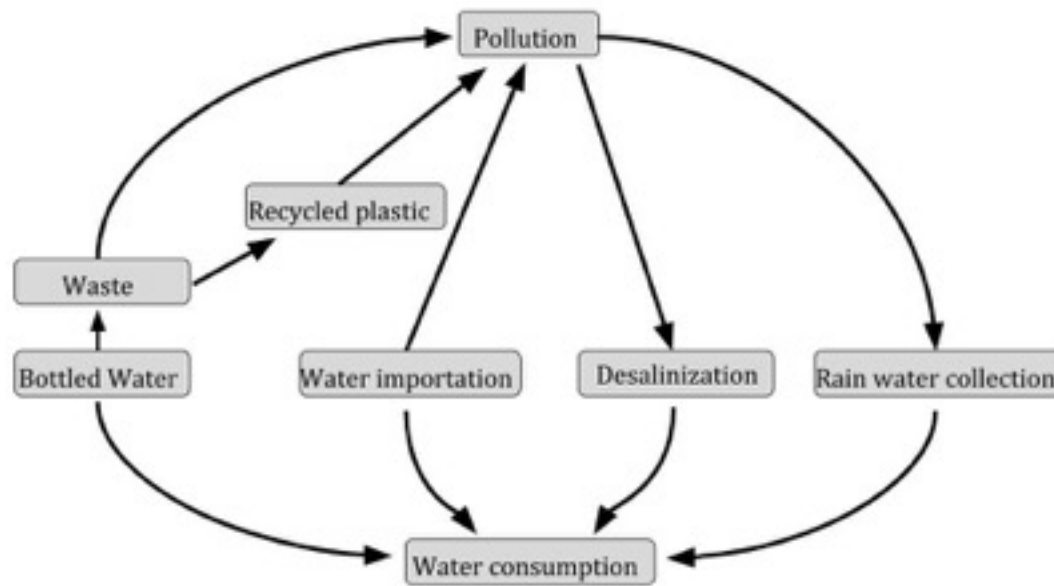 Pollution
Recycled plastic
Waste
Bottled Water
Water importation
Desalinization
Rain water collection
Water consumption